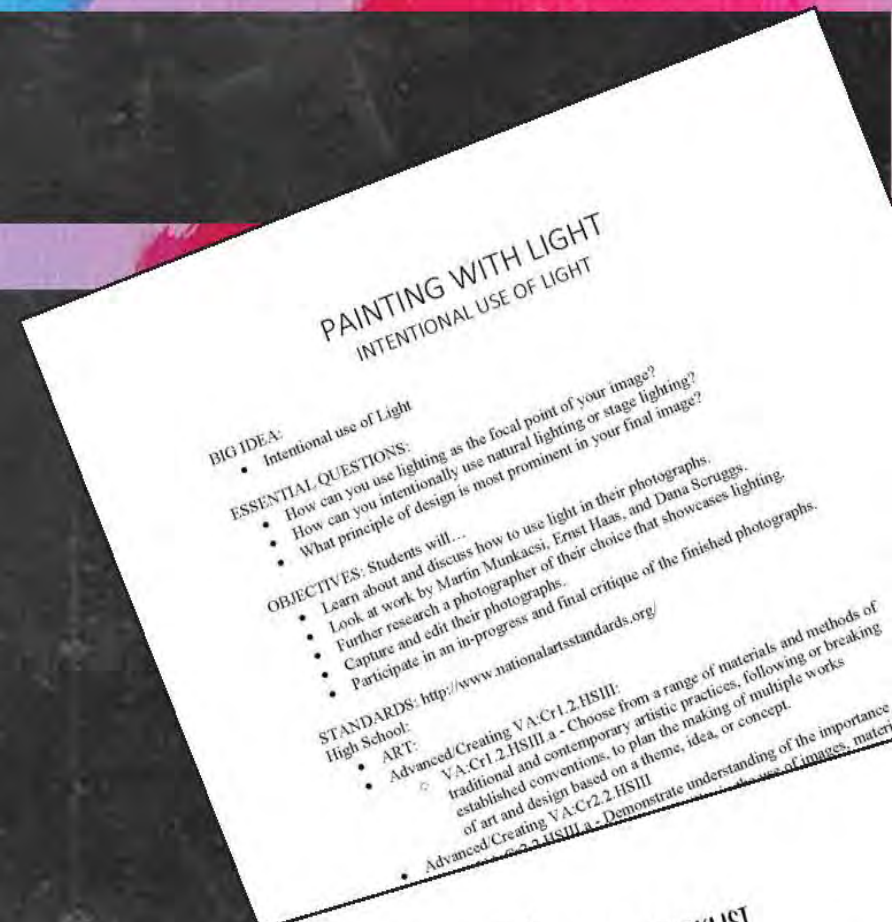 PAINTING WITH LIGHT
INTENTIONAL USE OF LIGHT
BIG IDEA:
• Intentional use of Light
ESSENTIAL QUESTIONS:
• How can you use lighting as the focal point of your image?
• How can you intentionally use natural lighting or stage lighting?
• What principle of design is most prominent in your final image?
OBJECTIVES: Students will…
• Learn about and discuss how to use light in their photographs.
• Look at work by Martin Munkacsi, Ernst Haas, and Dana Scruggs.
• Further research a photographer of their choice that showcases lighting.
• Capture and edit their photographs.
• Participate in an in-progress and final critique of the finished photographs.
STANDARDS: http://www.nationalartsstandards.org/
High School:
• ART:
• Advanced/Creating VA:Cr1.2.HSIII:
VA:Cr1.2.HSIII.a - Choose from a range of materials and methods of
traditional and contemporary artistic practices, following or breaking
established conventions, to plan the making of multiple works
of art and design based on a theme, idea, or concept.
• Advanced/Creating VA:Cr2.2.HSIII
Cr2.2.HSIII.a - Demonstrate understanding of the importance
use of images,